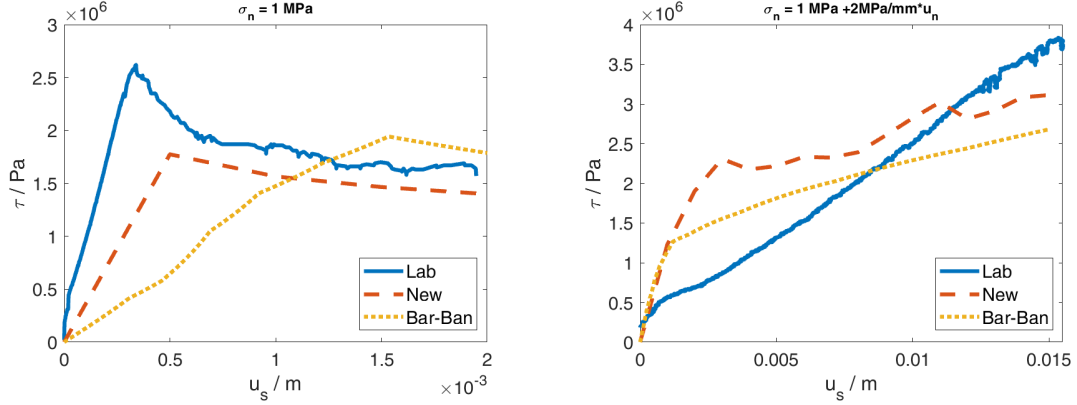 σn = 1 MPa
×10^6
3
2.5
2
1.5
1
0.5
0
τ / Pa
0
0.5
1
1.5
2
×10^-3
us / m
Lab
New
Bar-Ban
σn = 1 MPa +2MPa/mm*un
×10^6
4
3.5
3
2.5
2
1.5
1
0.5
0
τ / Pa
0
0.005
0.01
0.015
us / m
Lab
New
Bar-Ban